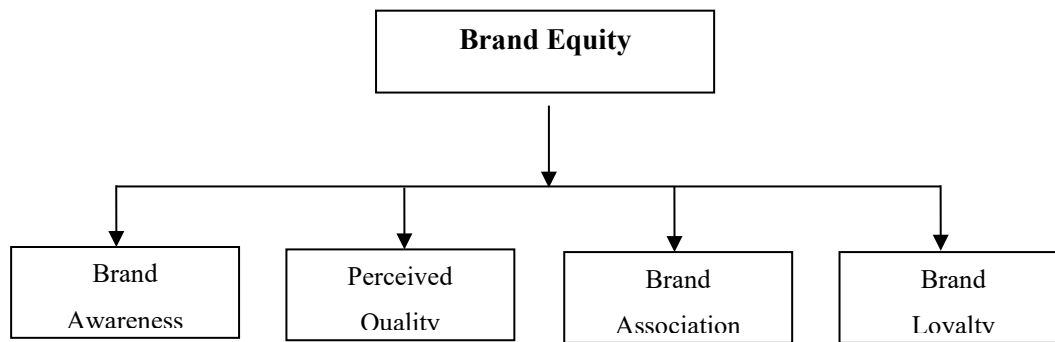 Brand Equity
Brand
Awareness
Perceived
Quality
Brand
Association
Brand
Loyalty